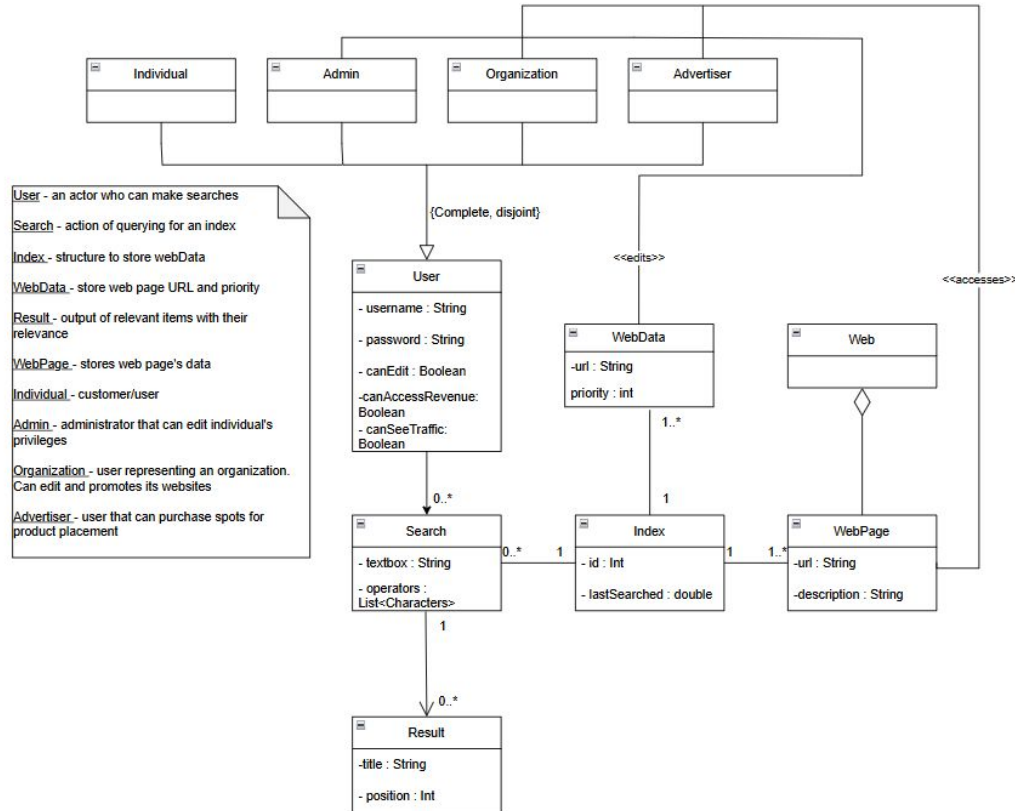 Individual
Admin
Organization
Advertiser
User - an actor who can make searches
Search - action of querying for an index
Index - structure to store webData
WebData - store web page URL and priority
Result - output of relevant items with their
relevance
WebPage - stores web page's data
Individual - customer/user
Admin - administrator that can edit individual's
privileges
Organization - user representing an organization.
Can edit and promotes its websites
Advertiser - user that can purchase spots for
product placement
{Complete, disjoint}
<<edits>>
<<accesses>>
User
- username : String
- password : String
- canEdit : Boolean
-canAccessRevenue:
Boolean
- canSeeTraffic:
Boolean
WebData
-url : String
priority : int
Web
1..*
0..*
1
Search
- textbox : String
- operators :
List<Characters>
0..*
1
Index
- id : Int
- lastSearched : double
1
1..*
WebPage
-url : String
-description : String
1
0..*
Result
-title : String
- position : Int